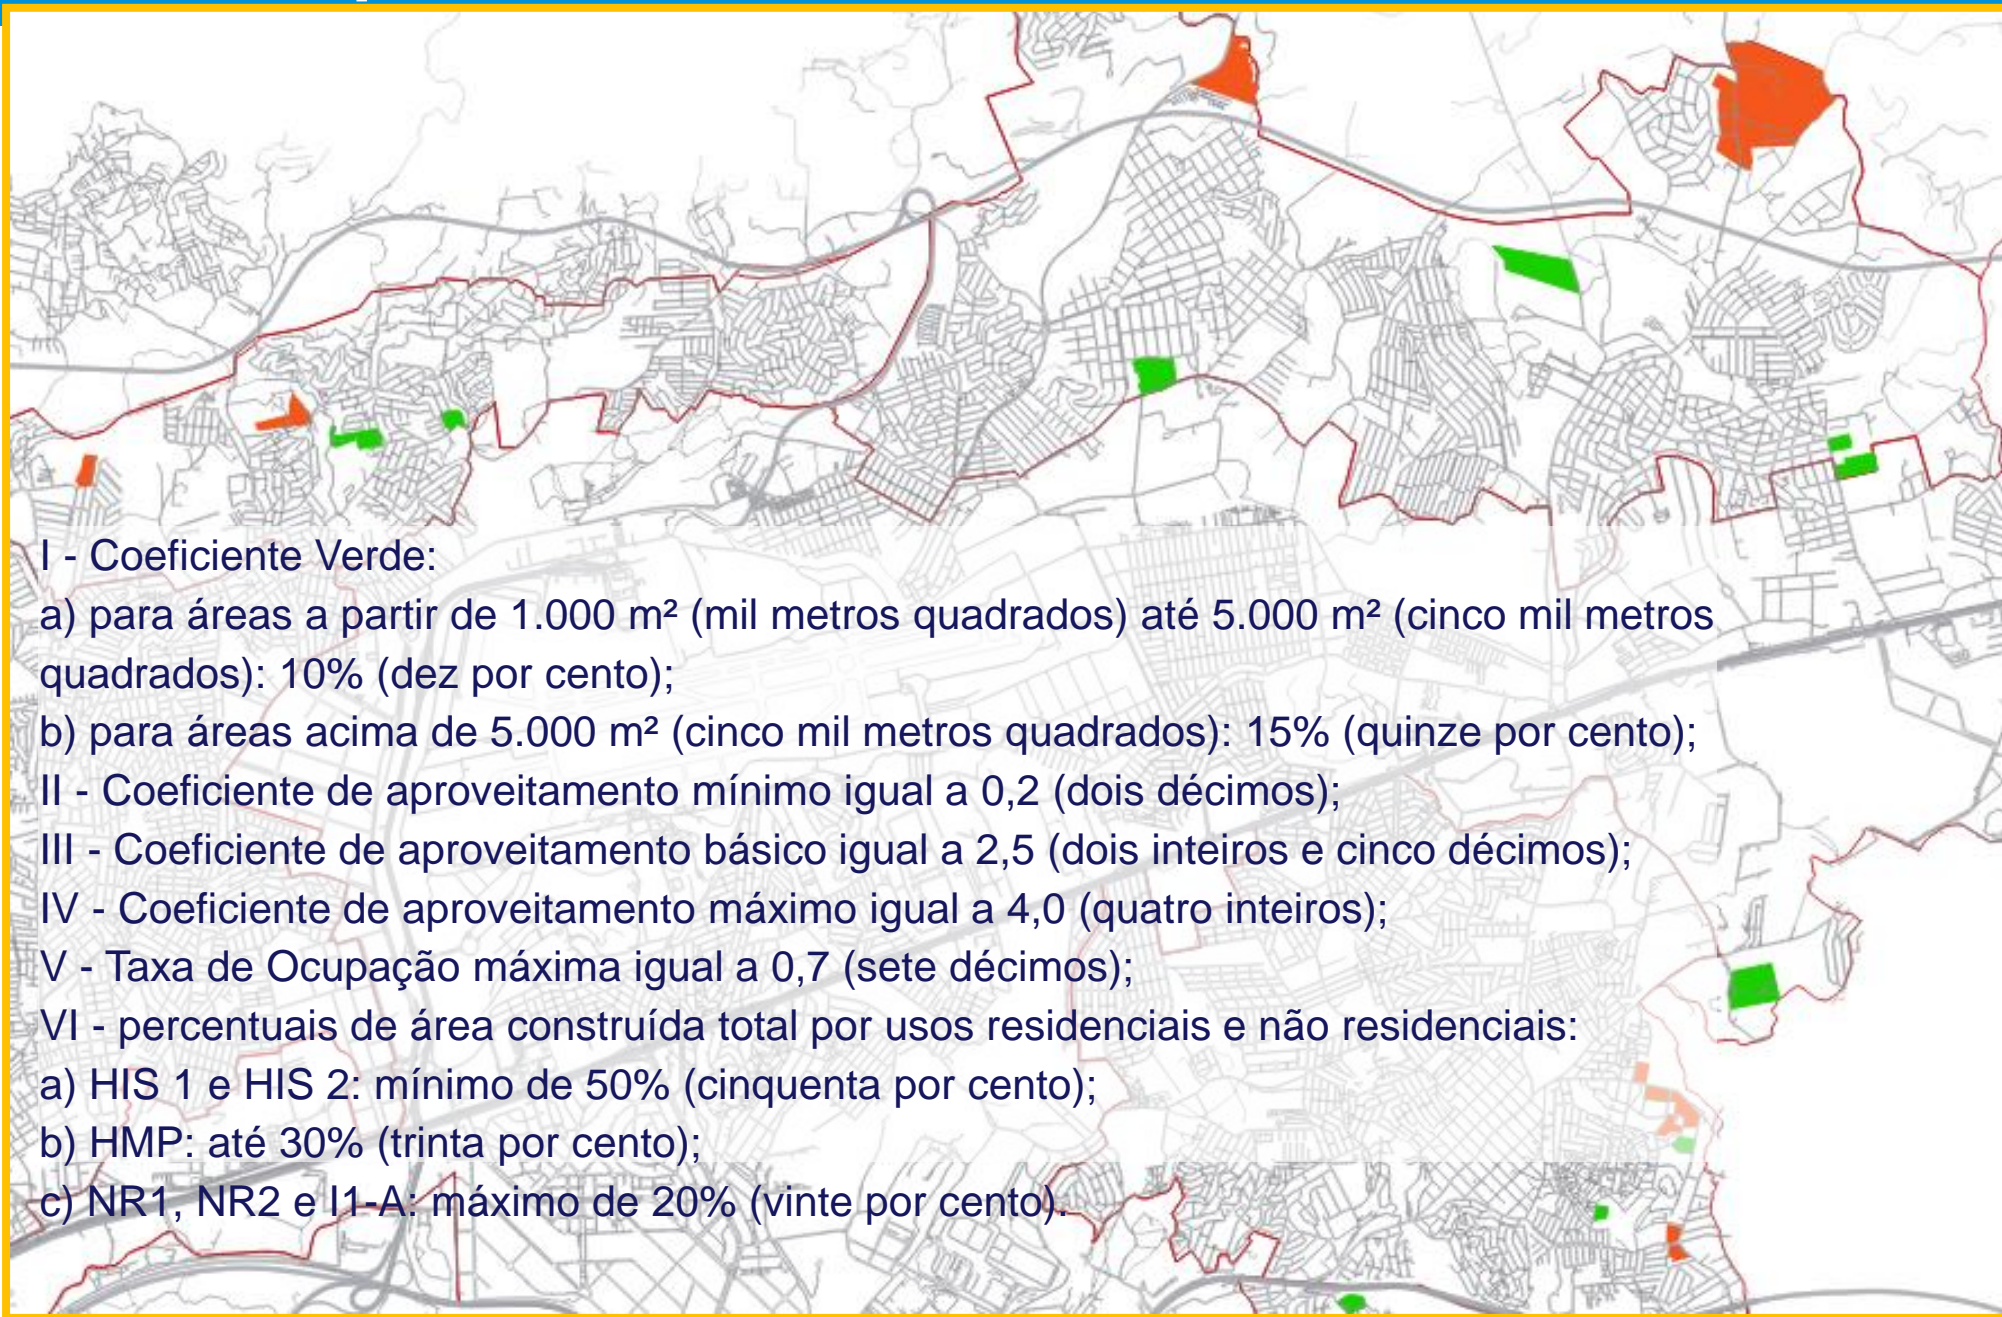 I - Coeficiente Verde:
a) para áreas a partir de 1.000 m² (mil metros quadrados) até 5.000 m² (cinco mil metros
quadrados): 10% (dez por cento);
b) para áreas acima de 5.000 m² (cinco mil metros quadrados): 15% (quinze por cento);
II - Coeficiente de aproveitamento mínimo igual a 0,2 (dois décimos);
III - Coeficiente de aproveitamento básico igual a 2,5 (dois inteiros e cinco décimos);
IV - Coeficiente de aproveitamento máximo igual a 4,0 (quatro inteiros);
V - Taxa de Ocupação máxima igual a 0,7 (sete décimos);
VI - percentuais de área construída total por usos residenciais e não residenciais:
a) HIS 1 e HIS 2: mínimo de 50% (cinquenta por cento);
b) HMP: até 30% (trinta por cento);
c) NR1, NR2 e I1-A: máximo de 20% (vinte por cento).